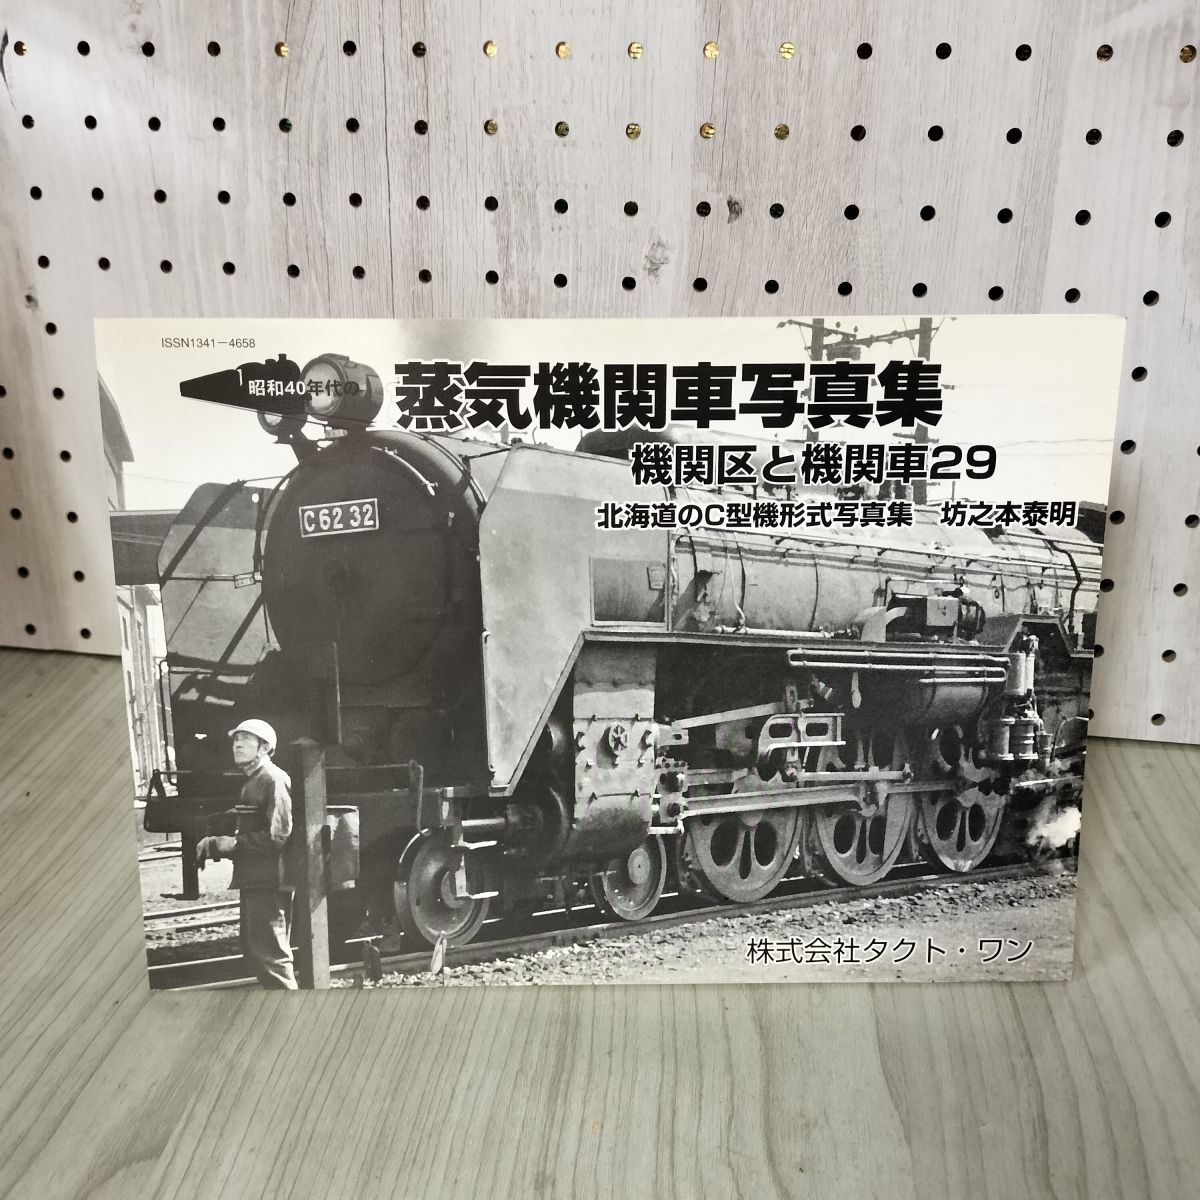 ISSN1341-4658
昭和40年代の
蒸気機関車写真集
機関区と機関車29
北海道のC型機形式写真集 坊之本泰明
C62 32
株式会社タクト・ワン